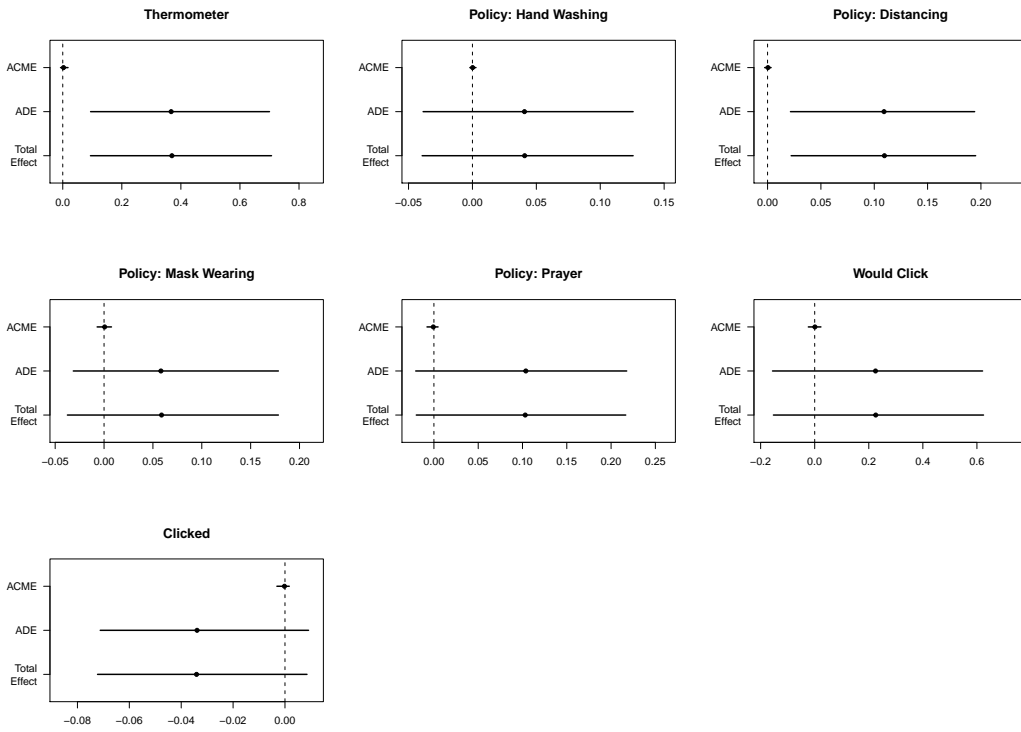 Thermometer
ACME
ADE
Total
Effect
0.0 0.2 0.4 0.6 0.8
Policy: Hand Washing
ACME
ADE
Total
Effect
−0.05 0.00 0.05 0.10 0.15
Policy: Distancing
ACME
ADE
Total
Effect
0.00 0.05 0.10 0.15 0.20
Policy: Mask Wearing
ACME
ADE
Total
Effect
−0.05 0.00 0.05 0.10 0.15 0.20
Policy: Prayer
ACME
ADE
Total
Effect
0.00 0.05 0.10 0.15 0.20 0.25
Would Click
ACME
ADE
Total
Effect
−0.2 0.0 0.2 0.4 0.6
Clicked
ACME
ADE
Total
Effect
−0.08 −0.06 −0.04 −0.02 0.00